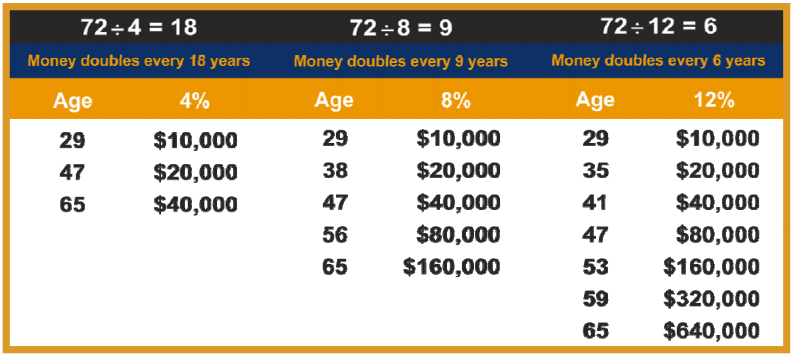 72÷4 = 18 72÷8 = 9 72÷12 = 6
Money doubles every 18 years Money doubles every 9 years Money doubles every 6 years
Age 4% Age 8% Age 12%
29 $10,000 29 $10,000 29 $10,000
47 $20,000 38 $20,000 35 $20,000
65 $40,000 47 $40,000 41 $40,000
56 $80,000 47 $80,000
65 $160,000 53 $160,000
59 $320,000
65 $640,000